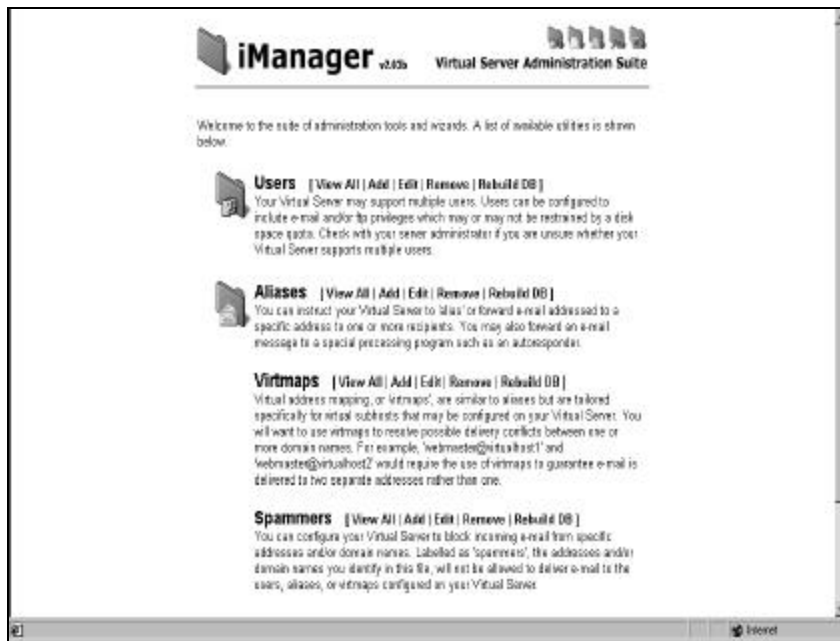 iManager v2.03b
Virtual Server Administration Suite
Welcome to the suite of administration tools and wizards. A list of available utilities is shown
below.
Users [ View All | Add | Edit | Remove | Rebuild DB ]
Your Virtual Server may support multiple users. Users can be configured to
include e-mail and/or ftp privileges which may or may not be restrained by a disk
space quota. Check with your server administrator if you are unsure whether your
Virtual Server supports multiple users.
Aliases [ View All | Add | Edit | Remove | Rebuild DB ]
You can instruct your Virtual Server to 'alias' or forward e-mail addressed to a
specific address to one or more recipients. You may also forward an e-mail
message to a special processing program such as an autoresponder.
Virtmaps [ View All | Add | Edit | Remove | Rebuild DB ]
Virtual address mapping, or 'virtmaps', are similar to aliases but are tailored
specifically for virtual subhosts that may be configured on your Virtual Server. You
will want to use virtmaps to resolve possible delivery conflicts between one or
more domain names. For example, 'webmaster@virtualhost1' and
'webmaster@virtualhost2' would require the use of virtmaps to guarantee e-mail is
delivered to two separate addresses rather than one.
Spammers [ View All | Add | Edit | Remove | Rebuild DB ]
You can configure your Virtual Server to block incoming e-mail from specific
addresses and/or domain names. Labelled as 'spammers', the addresses and/or
domain names you identify in this file, will not be allowed to deliver e-mail to the
users, aliases, or virtmaps configured on your Virtual Server.
Internet